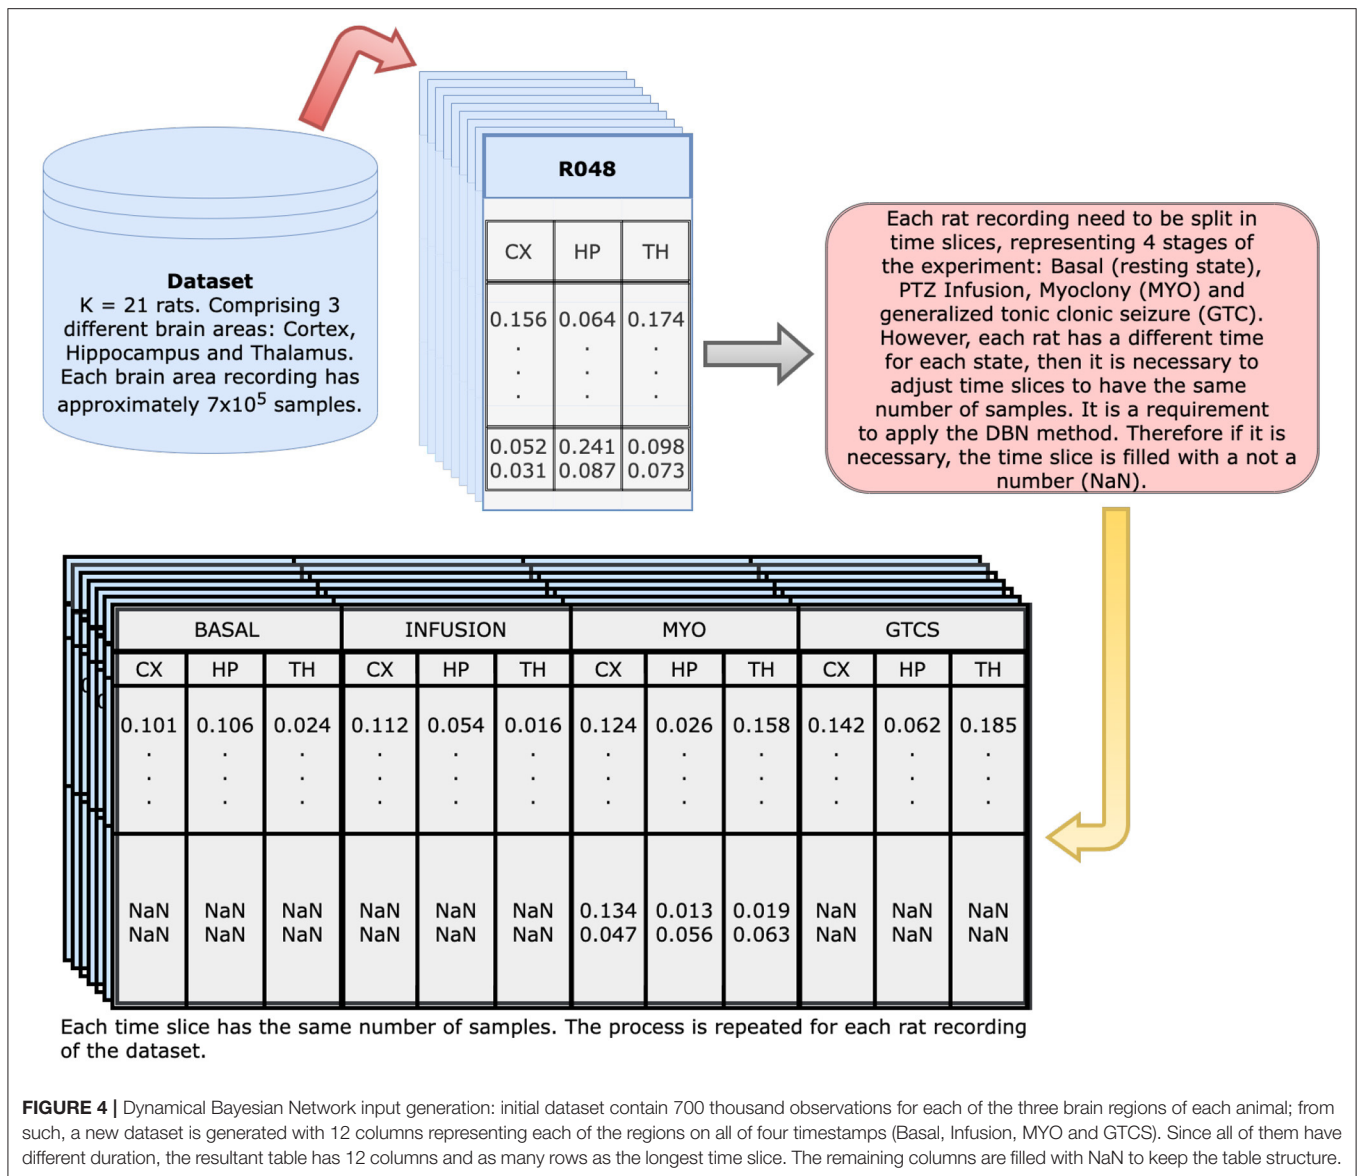 Dataset
K = 21 rats. Comprising 3
different brain areas: Cortex,
Hippocampus and Thalamus.
Each brain area recording has
approximately 7x10⁵ samples.
R048
CX HP TH
0.156 0.064 0.174
. . .
. . .
. . .
0.052 0.241 0.098
0.031 0.087 0.073
Each rat recording need to be split in
time slices, representing 4 stages of
the experiment: Basal (resting state),
PTZ Infusion, Myoclony (MYO) and
generalized tonic clonic seizure (GTC).
However, each rat has a different time
for each state, then it is necessary to
adjust time slices to have the same
number of samples. It is a requirement
to apply the DBN method. Therefore if it is
necessary, the time slice is filled with a not a
number (NaN).
BASAL INFUSION MYO GTCS
CX HP TH CX HP TH CX HP TH CX HP TH
0.101 0.106 0.024 0.112 0.054 0.016 0.124 0.026 0.158 0.142 0.062 0.185
. . . . . . . . . . . .
. . . . . . . . . . . .
. . . . . . . . . . . .
NaN NaN NaN NaN NaN NaN 0.134 0.013 0.019 NaN NaN NaN
NaN NaN NaN NaN NaN NaN 0.047 0.056 0.063 NaN NaN NaN
Each time slice has the same number of samples. The process is repeated for each rat recording
of the dataset.
FIGURE 4 | Dynamical Bayesian Network input generation: initial dataset contain 700 thousand observations for each of the three brain regions of each animal; from
such, a new dataset is generated with 12 columns representing each of the regions on all of four timestamps (Basal, Infusion, MYO and GTCS). Since all of them have
different duration, the resultant table has 12 columns and as many rows as the longest time slice. The remaining columns are filled with NaN to keep the table structure.